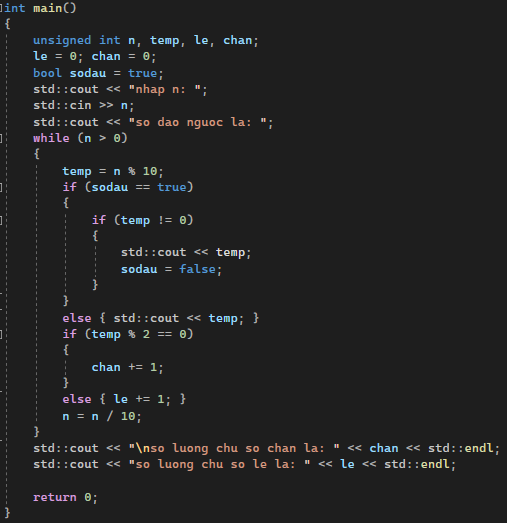 int main()
{
    unsigned int n, temp, le, chan;
    le = 0; chan = 0;
    bool sodau = true;
    std::cout << "nhap n: ";
    std::cin >> n;
    std::cout << "so dao nguoc la: ";
    while (n > 0)
    {
        temp = n % 10;
        if (sodau == true)
        {
            if (temp != 0)
            {
                std::cout << temp;
                sodau = false;
            }
        }
        else { std::cout << temp; }
        if (temp % 2 == 0)
        {
            chan += 1;
        }
        else { le += 1; }
        n = n / 10;
    }
    std::cout << "\nso luong chu so chan la: " << chan << std::endl;
    std::cout << "so luong chu so le la: " << le << std::endl;
    return 0;
}